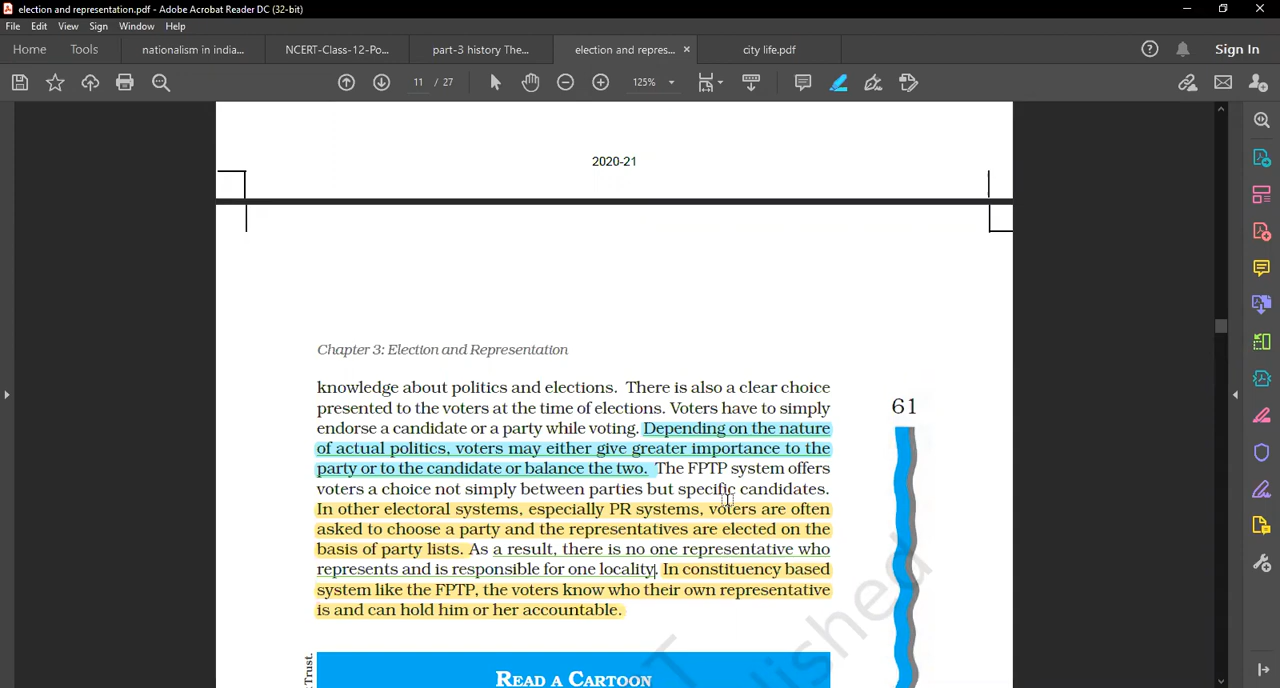 election and representation.pdf - Adobe Acrobat Reader DC (32-bit)
File Edit View Sign Window Help
Home Tools nationalism in india... NCERT-Class-12-Po... part-3 history The... election and repres... × city life.pdf Sign In
11 / 27 125%
2020-21
Chapter 3: Election and Representation
knowledge about politics and elections. There is also a clear choice
presented to the voters at the time of elections. Voters have to simply
endorse a candidate or a party while voting. Depending on the nature
of actual politics, voters may either give greater importance to the
party or to the candidate or balance the two. The FPTP system offers
voters a choice not simply between parties but specific candidates.
In other electoral systems, especially PR systems, voters are often
asked to choose a party and the representatives are elected on the
basis of party lists. As a result, there is no one representative who
represents and is responsible for one locality. In constituency based
system like the FPTP, the voters know who their own representative
is and can hold him or her accountable.
61
READ A CARTOON
Trust.
T
lished